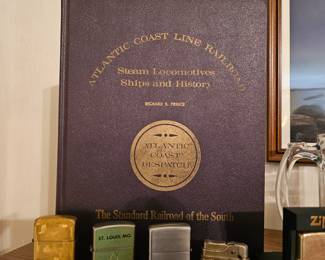 ATLANTIC COAST LINE RAILROAD
Steam Locomotives
Ships and History
RICHARD E. PRINCE
ATLANTIC
COAST
DESPATCH
The Standard Railroad of the South
ST. LOUIS, MO.